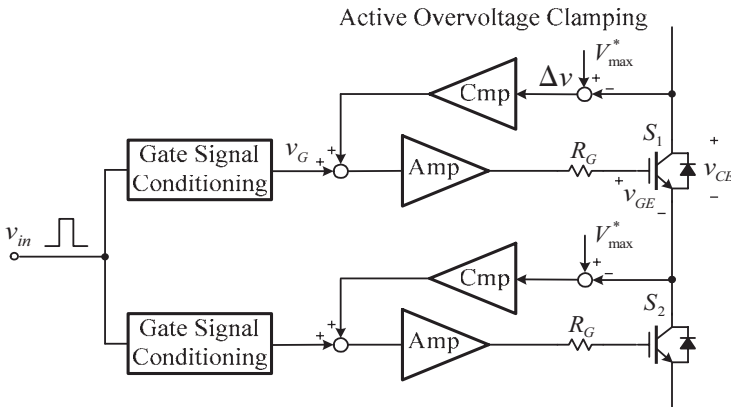 Active Overvoltage Clamping
V*max
+
−
Δv
Cmp
Gate Signal
Conditioning
vG
+
+
Amp
RG
S1
+
vGE
−
+
vCE
−
vin
V*max
+
−
Cmp
Gate Signal
Conditioning
+
+
Amp
RG
S2